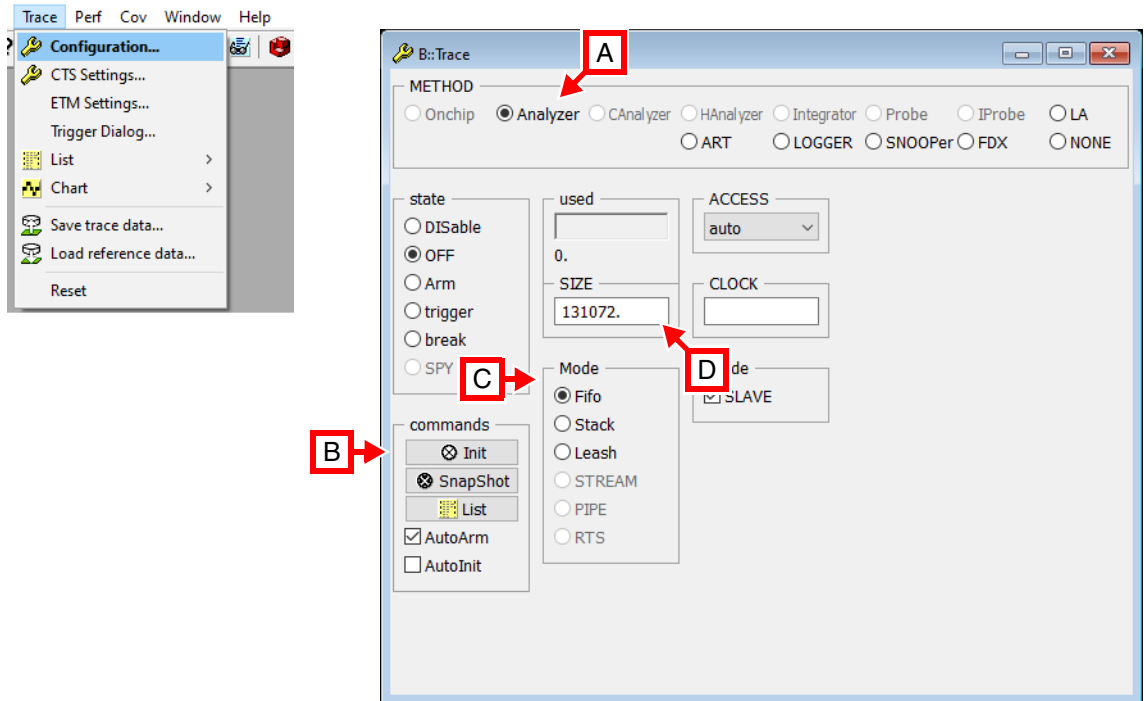 Trace Perf Cov Window Help
Configuration...
CTS Settings...
ETM Settings...
Trigger Dialog...
List >
Chart >
Save trace data...
Load reference data...
Reset
B::Trace
A
METHOD
Onchip Analyzer CAnalyzer HAnalyzer Integrator Probe IProbe LA
ART LOGGER SNOOPer FDX NONE
state
DISable
OFF
Arm
trigger
break
SPY
used
0.
SIZE
131072.
ACCESS
auto
CLOCK
D
C
Mode
Fifo
Stack
Leash
STREAM
PIPE
RTS
SLAVE
B
commands
Init
SnapShot
List
AutoArm
AutoInit